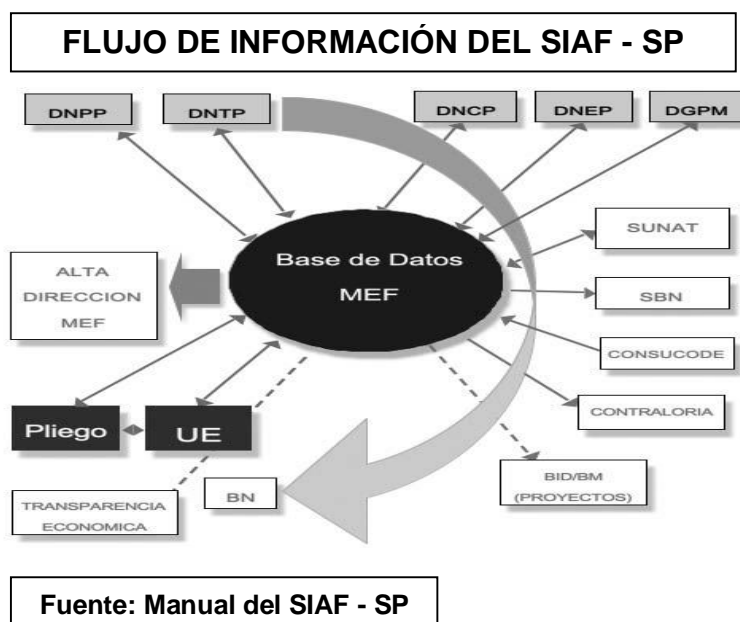 FLUJO DE INFORMACIÓN DEL SIAF - SP
DNPP
DNTP
DNCP
DNEP
DGPM
Base de Datos
MEF
ALTA
DIRECCION
MEF
SUNAT
SBN
CONSUCODE
CONTRALORIA
Pliego
UE
BN
BID/BM
(PROYECTOS)
TRANSPARENCIA
ECONOMICA
Fuente: Manual del SIAF - SP